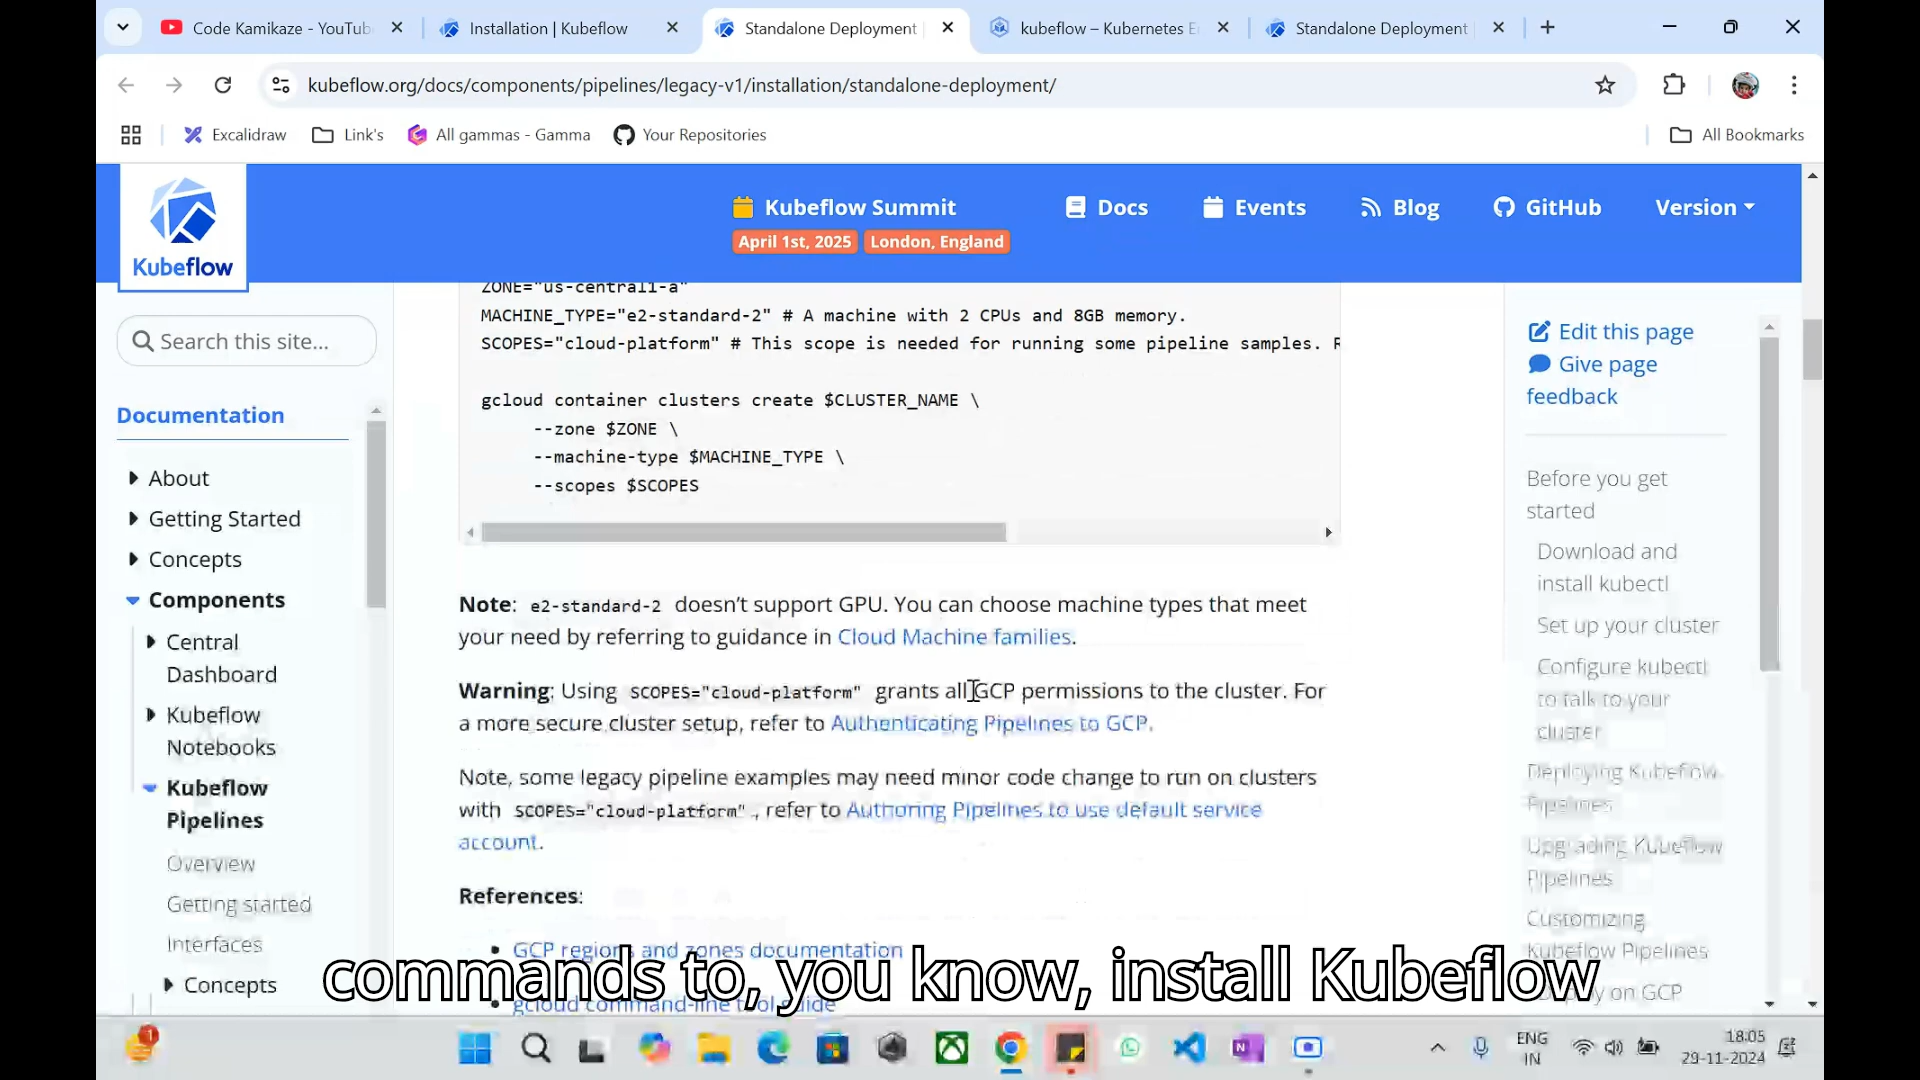 Code Kamikaze - YouTub
Installation | Kubeflow
Standalone Deployment
kubeflow – Kubernetes E
Standalone Deployment
kubeflow.org/docs/components/pipelines/legacy-v1/installation/standalone-deployment/
Excalidraw
Link's
All gammas - Gamma
Your Repositories
All Bookmarks
Kubeflow
Kubeflow Summit
April 1st, 2025
London, England
Docs
Events
Blog
GitHub
Version
Search this site...
Documentation
About
Getting Started
Concepts
Components
Central
Dashboard
Kubeflow
Notebooks
Kubeflow
Pipelines
Overview
Getting started
Interfaces
Concepts
ZONE="us-central1-a"
MACHINE_TYPE="e2-standard-2" # A machine with 2 CPUs and 8GB memory.
SCOPES="cloud-platform" # This scope is needed for running some pipeline samples. R
gcloud container clusters create $CLUSTER_NAME \
--zone $ZONE \
--machine-type $MACHINE_TYPE \
--scopes $SCOPES
Note: e2-standard-2 doesn’t support GPU. You can choose machine types that meet
your need by referring to guidance in Cloud Machine families.
Warning: Using SCOPES="cloud-platform" grants all GCP permissions to the cluster. For
a more secure cluster setup, refer to Authenticating Pipelines to GCP.
Note, some legacy pipeline examples may need minor code change to run on clusters
with SCOPES="cloud-platform", refer to Authoring Pipelines to use default service
account.
References:
GCP regions and zones documentation
gcloud command-line tool guide
Edit this page
Give page
feedback
Before you get
started
Download and
install kubectl
Set up your cluster
Configure kubectl
to talk to your
cluster
Deploying Kubeflow
Pipelines
Upgrading Kubeflow
Pipelines
Customizing
Kubeflow Pipelines
Deploy on GCP
commands to, you know, install Kubeflow
1
ENG
IN
18:05
29-11-2024